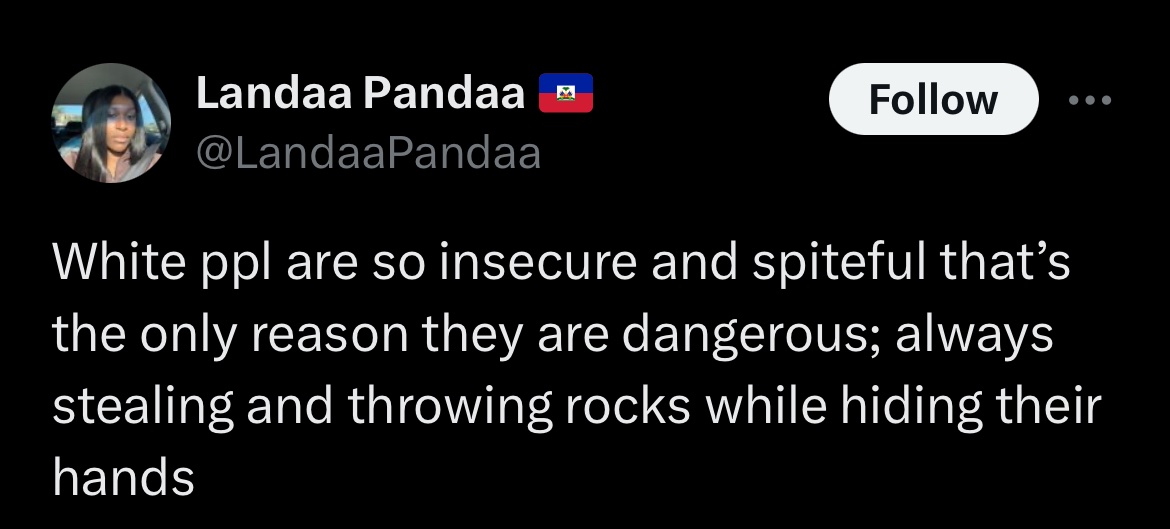 Landaa Pandaa 🇭🇹
@LandaaPandaa
Follow
White ppl are so insecure and spiteful that’s
the only reason they are dangerous; always
stealing and throwing rocks while hiding their
hands